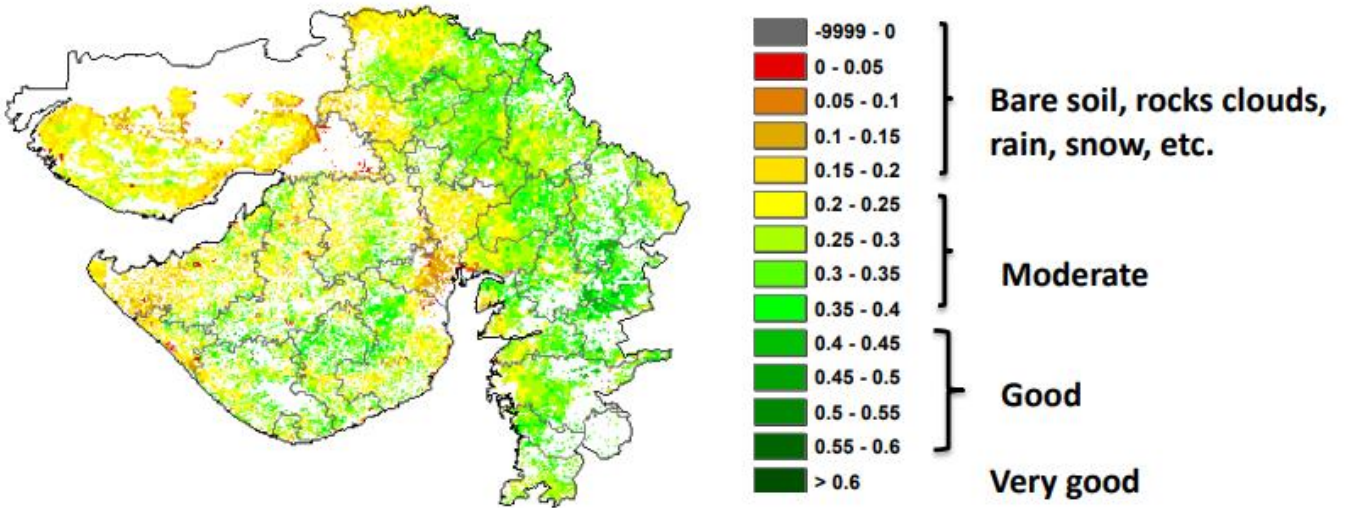 -9999 - 0
0 - 0.05
0.05 - 0.1
0.1 - 0.15
0.15 - 0.2
0.2 - 0.25
0.25 - 0.3
0.3 - 0.35
0.35 - 0.4
0.4 - 0.45
0.45 - 0.5
0.5 - 0.55
0.55 - 0.6
> 0.6
Bare soil, rocks clouds,
rain, snow, etc.
Moderate
Good
Very good